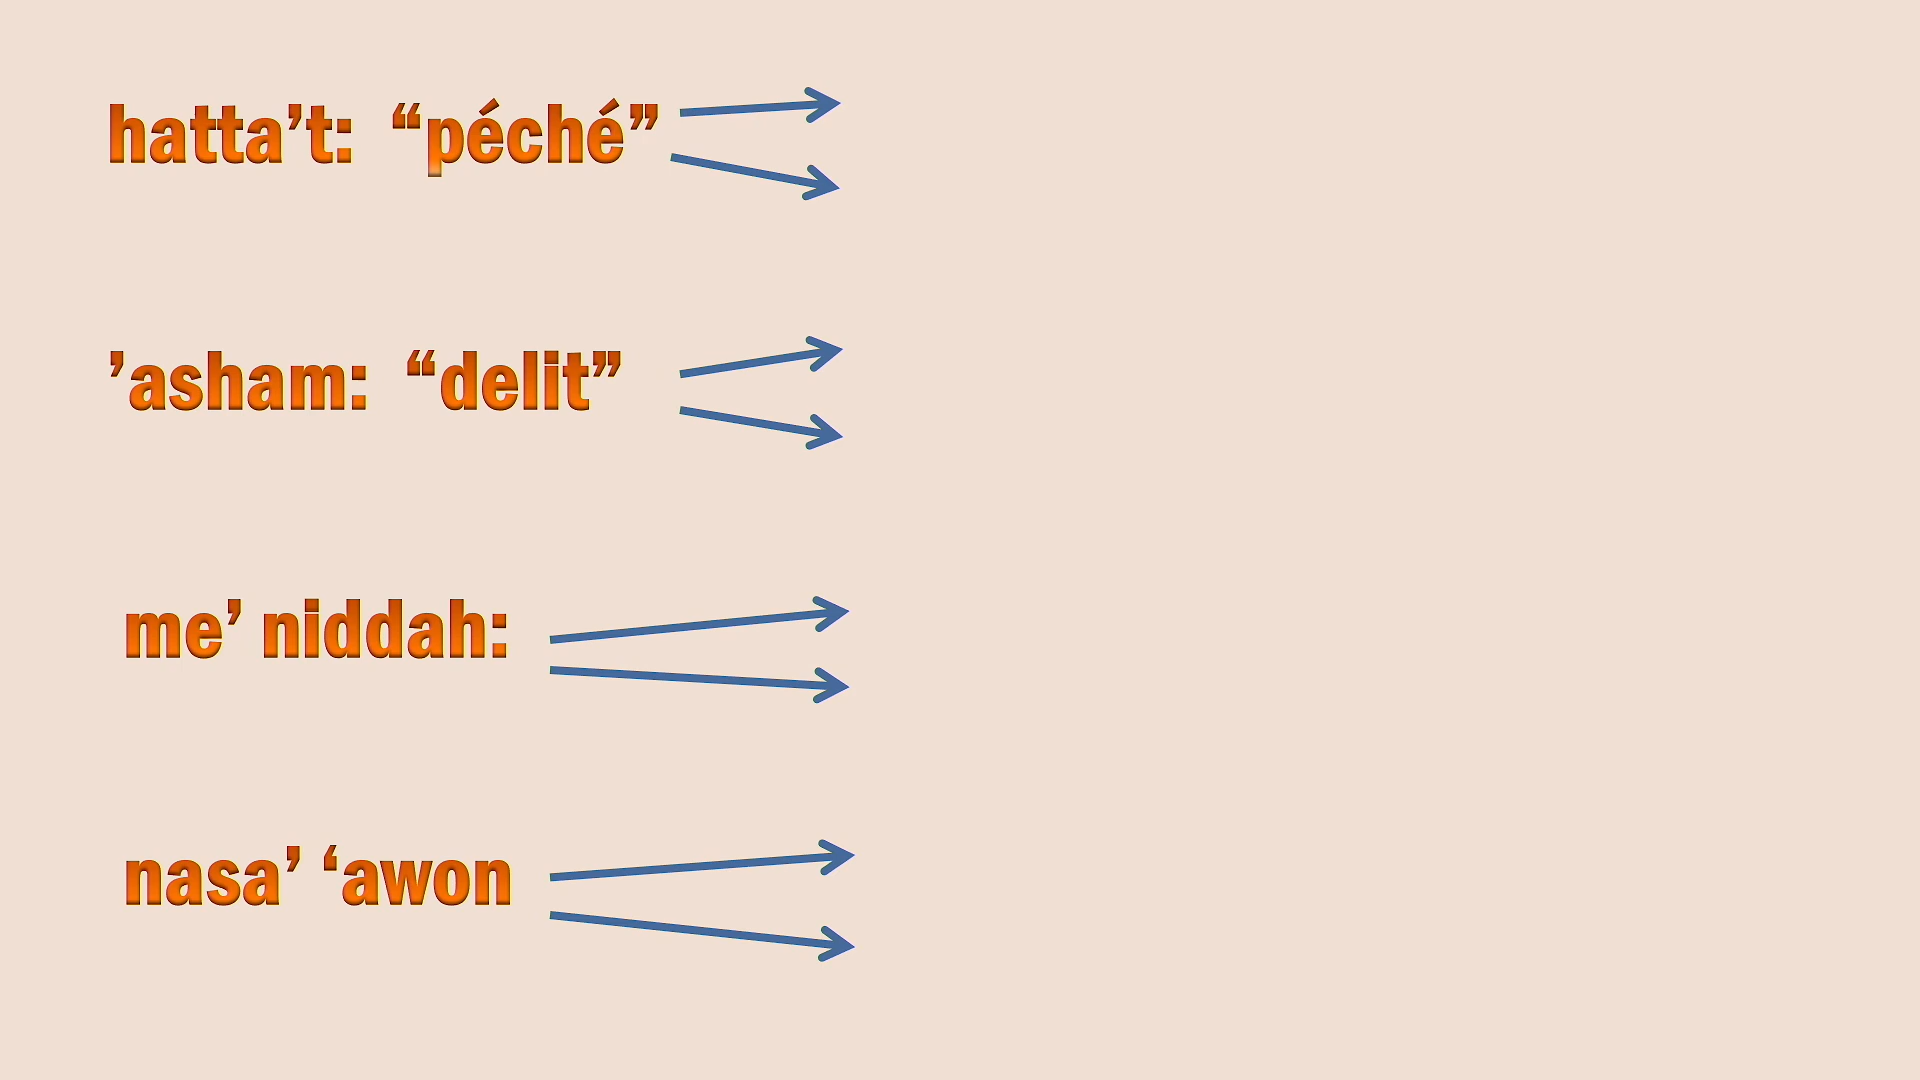 hatta’t: “péché”
’asham: “delit”
me’ niddah:
nasa’ ‘awon